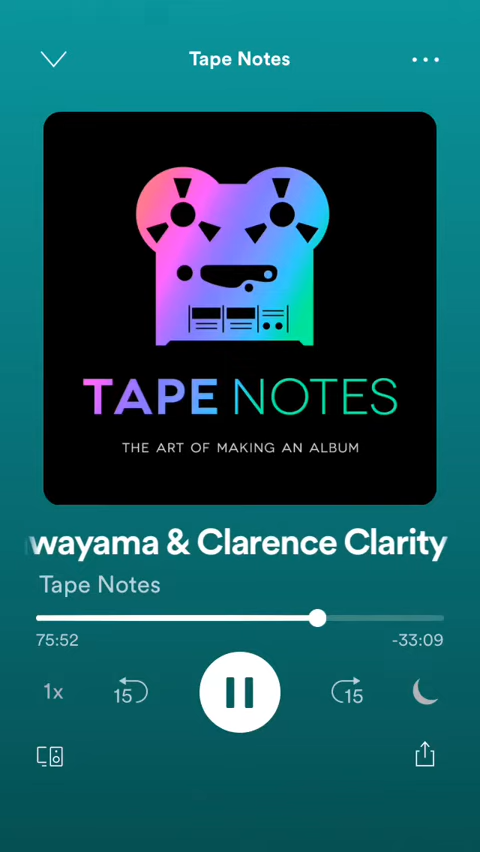 Tape Notes
TAPE NOTES
THE ART OF MAKING AN ALBUM
wayama & Clarence Clarity
Tape Notes
75:52
-33:09
1x
15
15